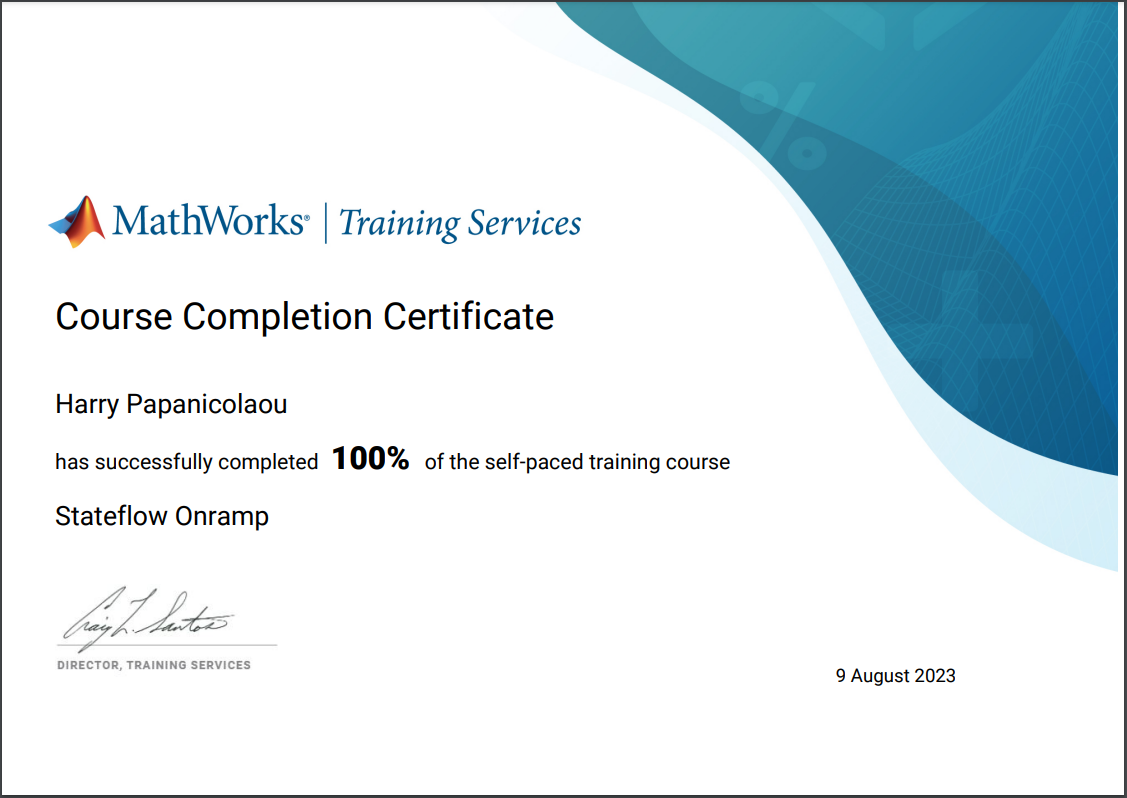 MathWorks® | Training Services
Course Completion Certificate
Harry Papanicolaou
has successfully completed 100% of the self-paced training course
Stateflow Onramp
Craig L. Santos
DIRECTOR, TRAINING SERVICES
9 August 2023